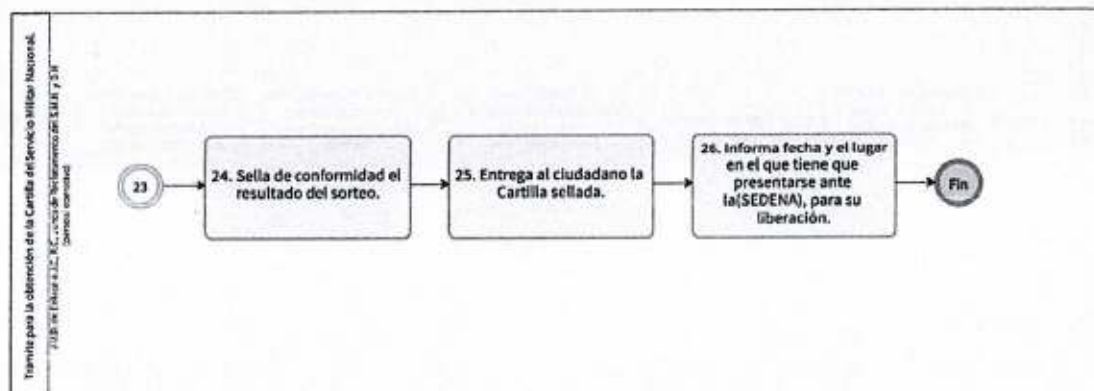 Tramite para la obtención de la Cartilla del Servicio Militar Nacional.
(personal
23
24. Sella de conformidad el
resultado del sorteo.
25. Entrega al ciudadano la
Cartilla sellada.
26. Informa fecha y el lugar
en el que tiene que
presentarse ante
la(SEDENA), para su
liberación.
Fin